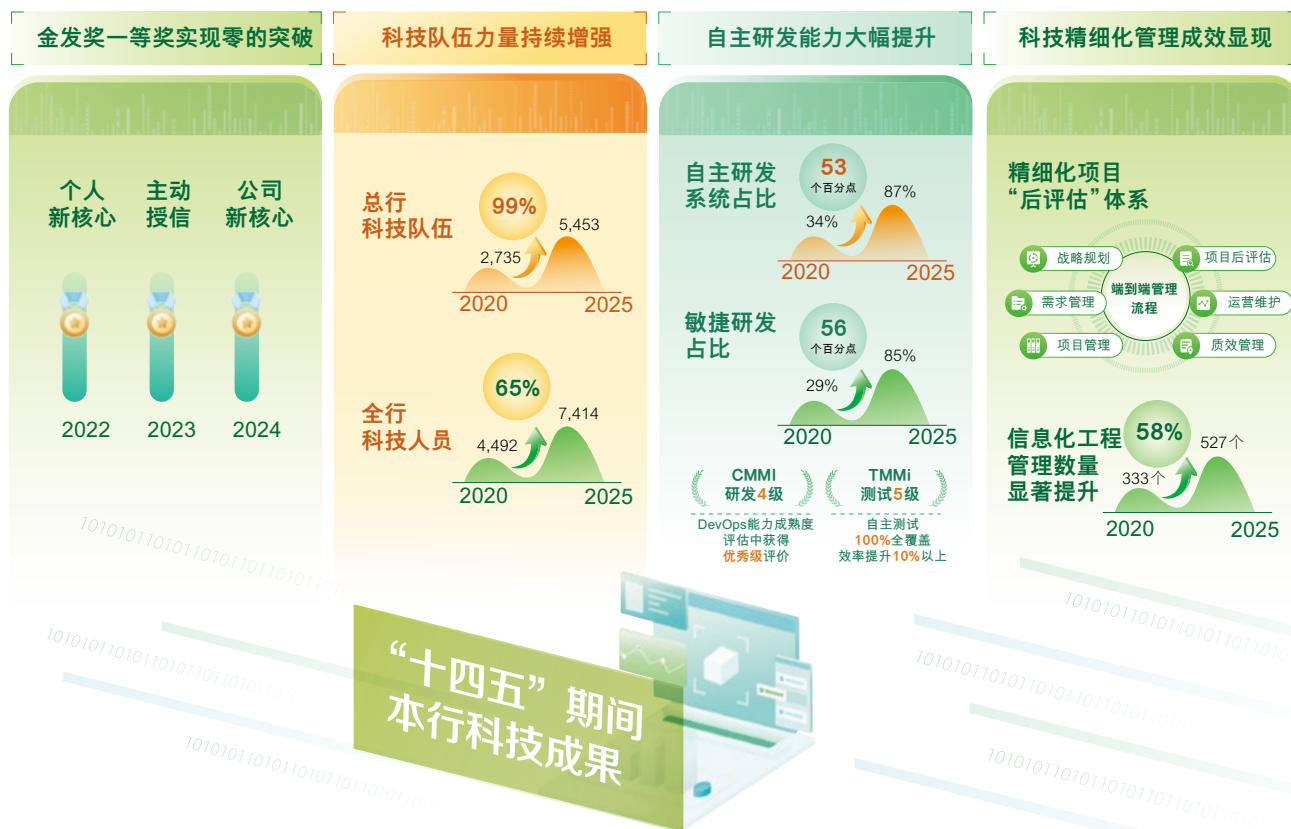 金发奖一等奖实现零的突破
个人
新核心
主动
授信
公司
新核心
2022
2023
2024
科技队伍力量持续增强
总行
科技队伍
99%
2,735
5,453
2020
2025
全行
科技人员
65%
4,492
7,414
2020
2025
自主研发能力大幅提升
自主研发
系统占比
53
个百分点
34%
87%
2020
2025
敏捷研发
占比
56
个百分点
29%
85%
2020
2025
CMMI
研发4级
DevOps能力成熟度
评估中获得
优秀级评价
TMMi
测试5级
自主测试
100%全覆盖
效率提升10%以上
科技精细化管理成效显现
精细化项目
“后评估”体系
战略规划
需求管理
项目管理
端到端管理
流程
项目后评估
运营维护
质效管理
信息化工程
管理数量
显著提升
58%
333个
527个
2020
2025
“十四五”期间
本行科技成果